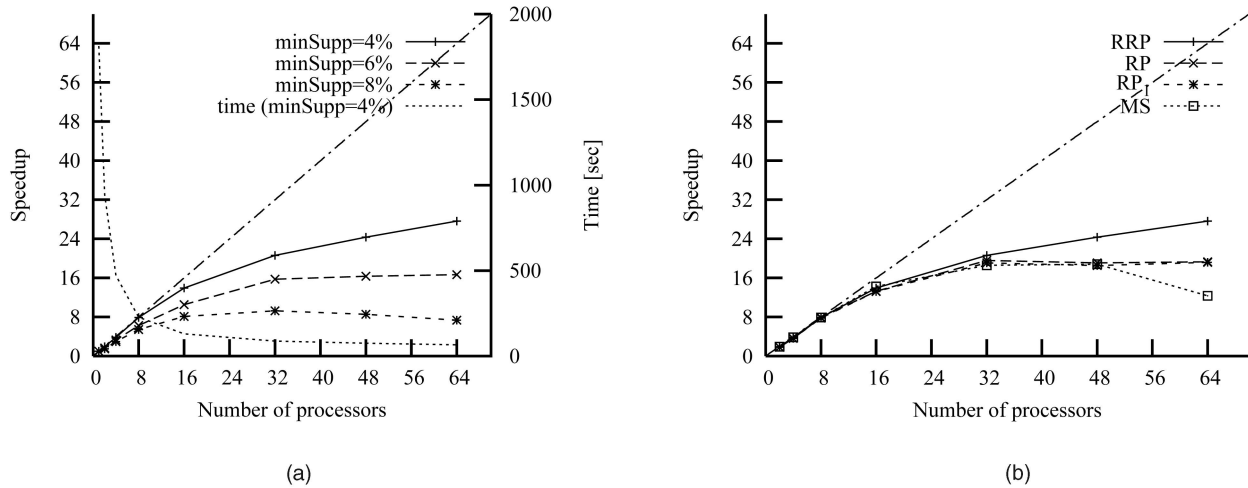 64
56
48
40
32
24
16
8
0
Speedup
minSupp=4%
minSupp=6%
minSupp=8%
time (minSupp=4%)
2000
1500
1000
500
0
Time [sec]
0 8 16 24 32 40 48 56 64
Number of processors
(a)
64
56
48
40
32
24
16
8
0
Speedup
RRP
RP
RP_I
MS
0 8 16 24 32 40 48 56 64
Number of processors
(b)